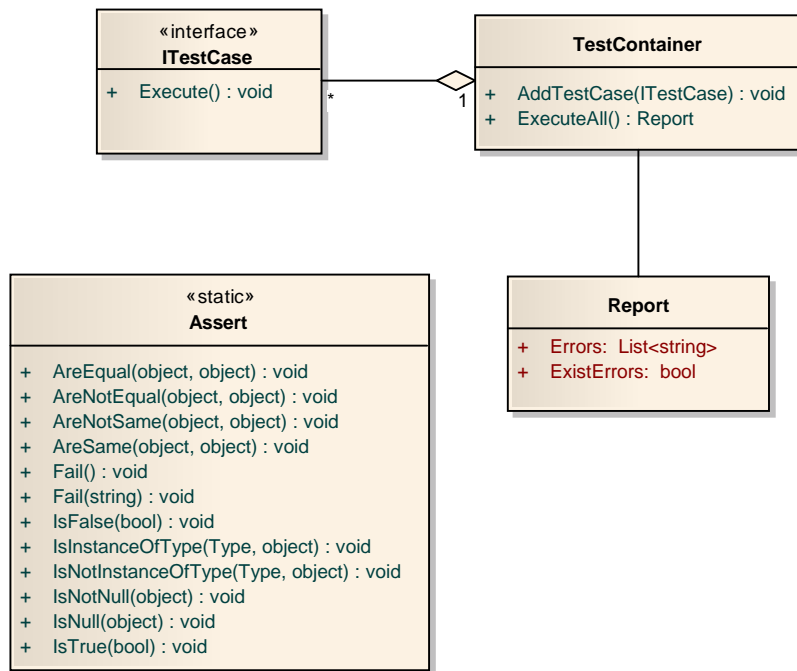 «interface»
ITestCase
+ Execute() : void
*
1
TestContainer
+ AddTestCase(ITestCase) : void
+ ExecuteAll() : Report
«static»
Assert
+ AreEqual(object, object) : void
+ AreNotEqual(object, object) : void
+ AreNotSame(object, object) : void
+ AreSame(object, object) : void
+ Fail() : void
+ Fail(string) : void
+ IsFalse(bool) : void
+ IsInstanceOfType(Type, object) : void
+ IsNotInstanceOfType(Type, object) : void
+ IsNotNull(object) : void
+ IsNull(object) : void
+ IsTrue(bool) : void
Report
+ Errors: List<string>
+ ExistErrors: bool